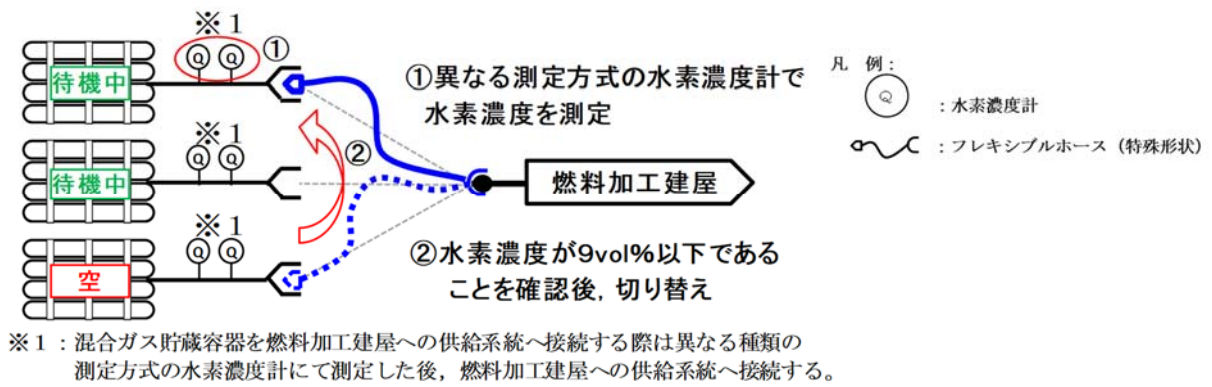 ※1
Q Q ①
待機中
※1
Q Q
待機中
②
※1
Q Q
空
①異なる測定方式の水素濃度計で
水素濃度を測定
燃料加工建屋
②水素濃度が9vol%以下である
ことを確認後，切り替え
凡 例：
Q ：水素濃度計
：フレキシブルホース（特殊形状）
※1：混合ガス貯蔵容器を燃料加工建屋への供給系統へ接続する際は異なる種類の
測定方式の水素濃度計にて測定した後，燃料加工建屋への供給系統へ接続する。